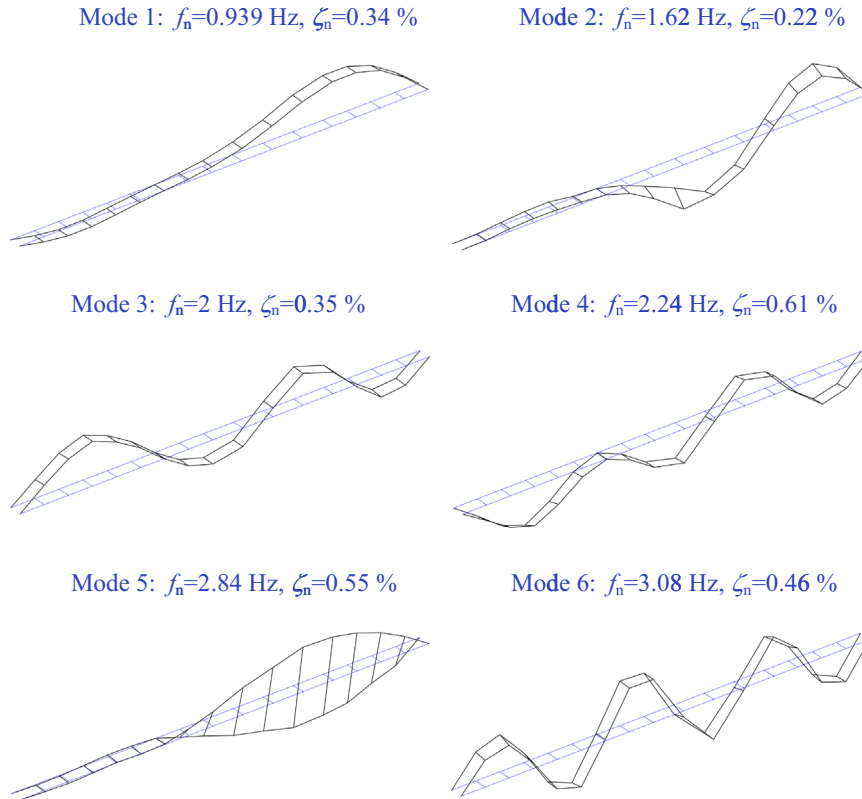 Mode 1: fn=0.939 Hz, ζn=0.34 %
Mode 2: fn=1.62 Hz, ζn=0.22 %
Mode 3: fn=2 Hz, ζn=0.35 %
Mode 4: fn=2.24 Hz, ζn=0.61 %
Mode 5: fn=2.84 Hz, ζn=0.55 %
Mode 6: fn=3.08 Hz, ζn=0.46 %